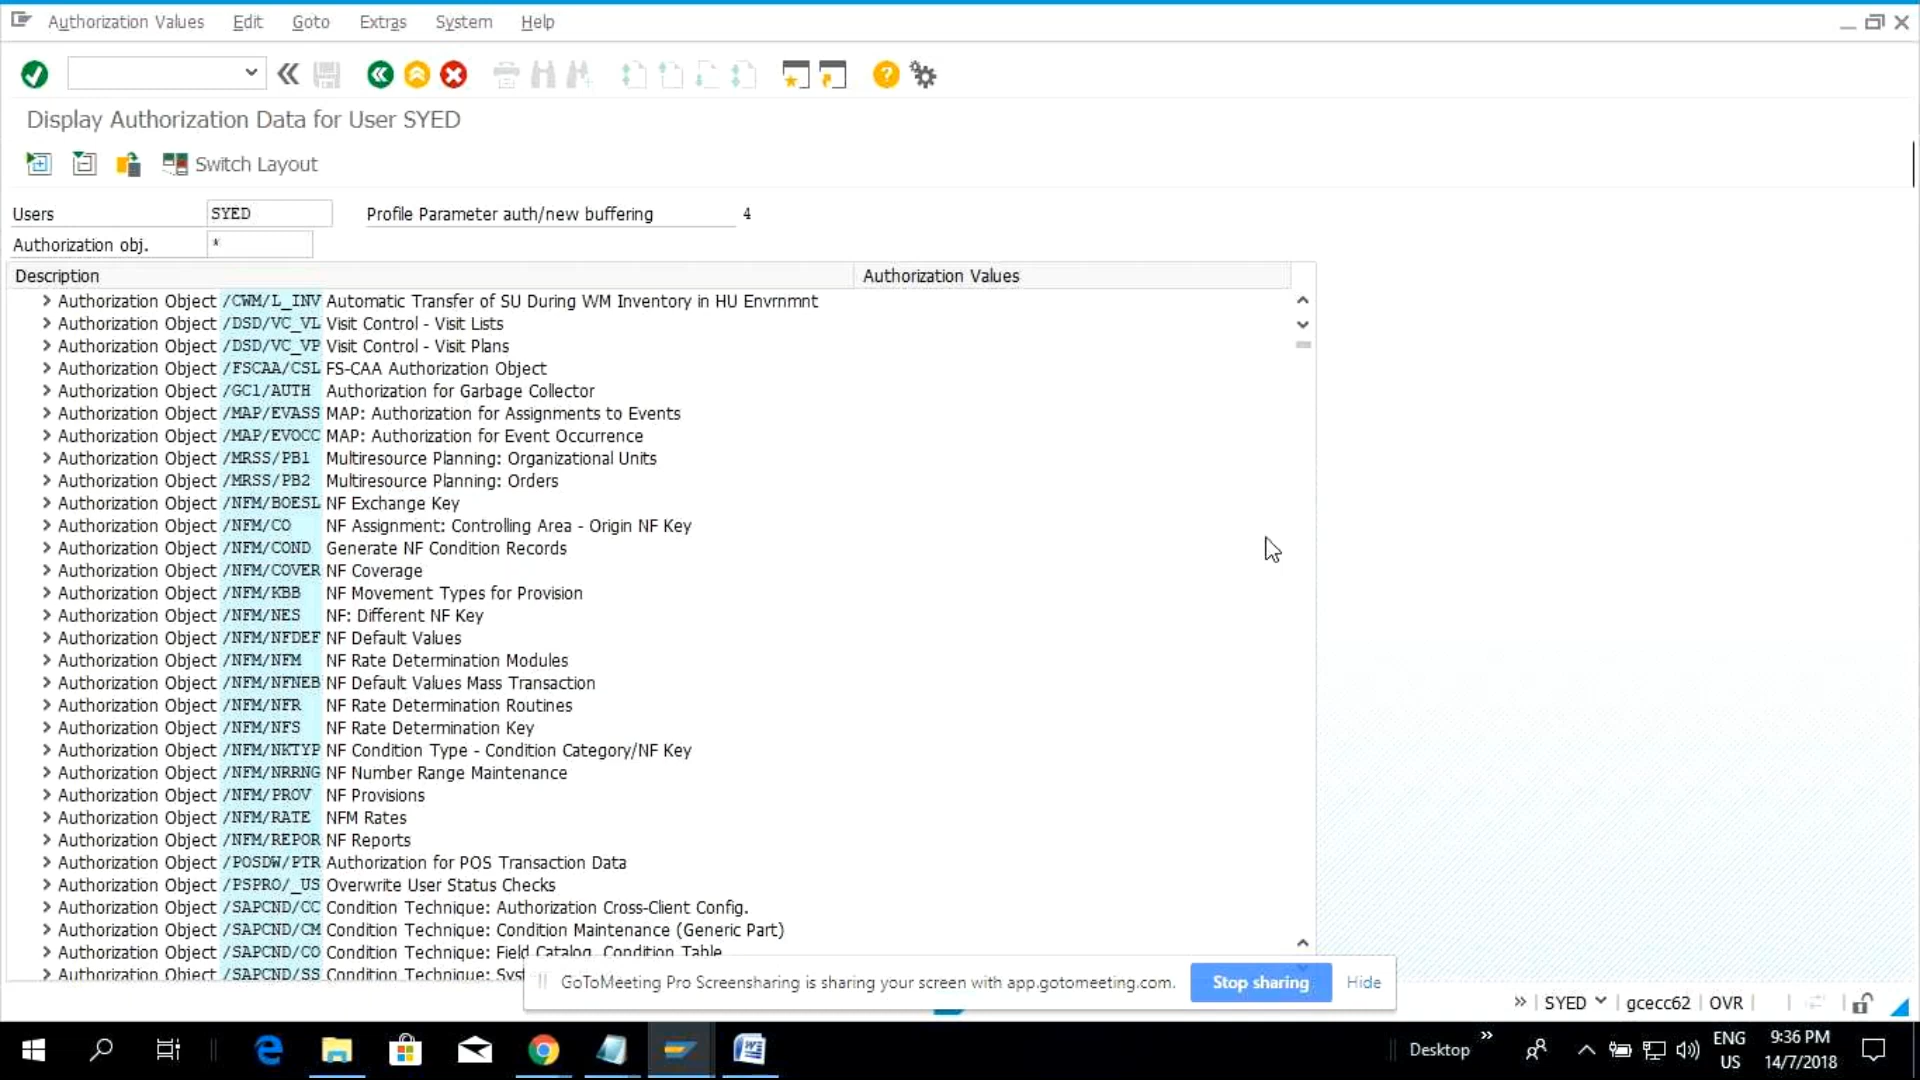 Authorization Values Edit Goto Extras System Help
Display Authorization Data for User SYED
Switch Layout
Users SYED Profile Parameter auth/new buffering 4
Authorization obj. *
Description Authorization Values
Authorization Object /CWM/L_INV Automatic Transfer of SU During WM Inventory in HU Envrnmnt
Authorization Object /DSD/VC_VL Visit Control - Visit Lists
Authorization Object /DSD/VC_VP Visit Control - Visit Plans
Authorization Object /FSCAA/CSL FS-CAA Authorization Object
Authorization Object /GC1/AUTH Authorization for Garbage Collector
Authorization Object /MAP/EVASS MAP: Authorization for Assignments to Events
Authorization Object /MAP/EVOCC MAP: Authorization for Event Occurrence
Authorization Object /MRSS/PB1 Multiresource Planning: Organizational Units
Authorization Object /MRSS/PB2 Multiresource Planning: Orders
Authorization Object /NFM/BOESL NF Exchange Key
Authorization Object /NFM/CO NF Assignment: Controlling Area - Origin NF Key
Authorization Object /NFM/COND Generate NF Condition Records
Authorization Object /NFM/COVER NF Coverage
Authorization Object /NFM/KBB NF Movement Types for Provision
Authorization Object /NFM/NES NF: Different NF Key
Authorization Object /NFM/NFDEF NF Default Values
Authorization Object /NFM/NFM NF Rate Determination Modules
Authorization Object /NFM/NFNEB NF Default Values Mass Transaction
Authorization Object /NFM/NFR NF Rate Determination Routines
Authorization Object /NFM/NFS NF Rate Determination Key
Authorization Object /NFM/NKTYP NF Condition Type - Condition Category/NF Key
Authorization Object /NFM/NRRNG NF Number Range Maintenance
Authorization Object /NFM/PROV NF Provisions
Authorization Object /NFM/RATE NFM Rates
Authorization Object /NFM/REPOR NF Reports
Authorization Object /POSDW/PTR Authorization for POS Transaction Data
Authorization Object /PSPRO/_US Overwrite User Status Checks
Authorization Object /SAPCND/CC Condition Technique: Authorization Cross-Client Config.
Authorization Object /SAPCND/CM Condition Technique: Condition Maintenance (Generic Part)
Authorization Object /SAPCND/CO Condition Technique: Field Catalog, Condition Table
Authorization Object /SAPCND/SS Condition Technique: Sys
GoToMeeting Pro Screensharing is sharing your screen with app.gotomeeting.com. Stop sharing Hide
SYED gcecc62 OVR
Desktop ENG US 9:36 PM 14/7/2018